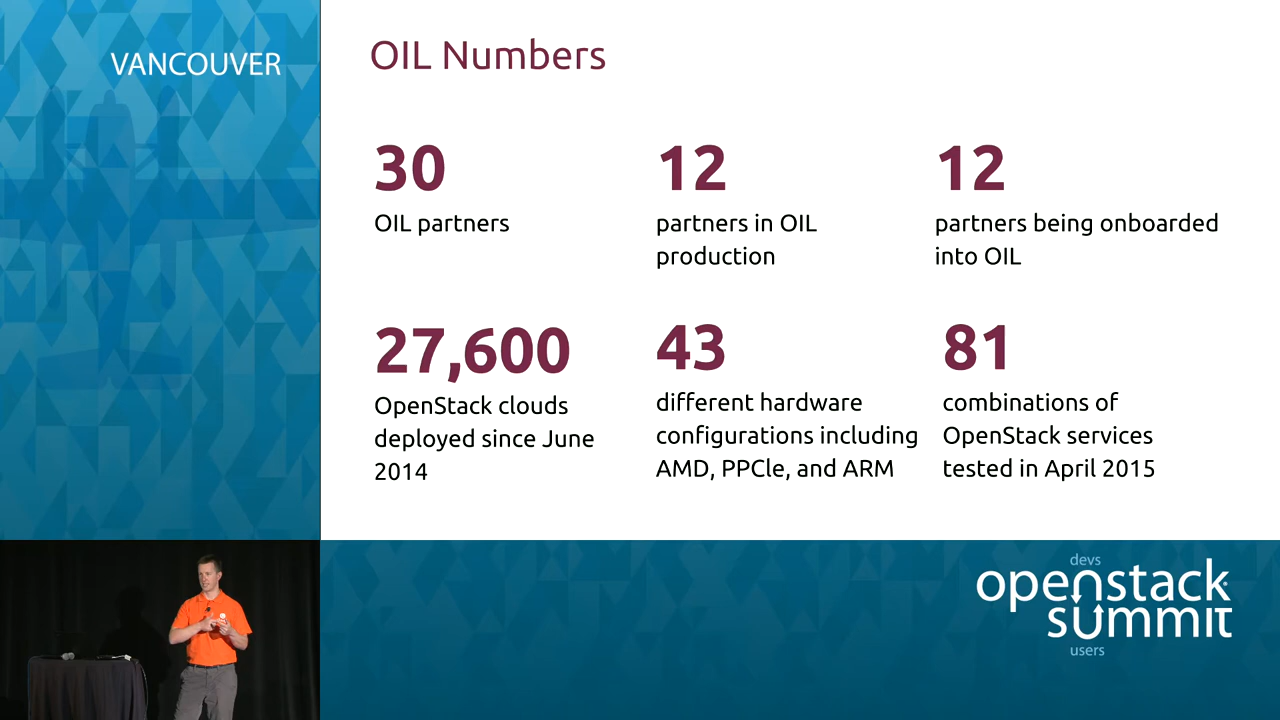 VANCOUVER
OIL Numbers
30
OIL partners
12
partners in OIL
production
12
partners being onboarded
into OIL
27,600
OpenStack clouds
deployed since June
2014
43
different hardware
configurations including
AMD, PPCle, and ARM
81
combinations of
OpenStack services
tested in April 2015
devs
openstack
summit
users